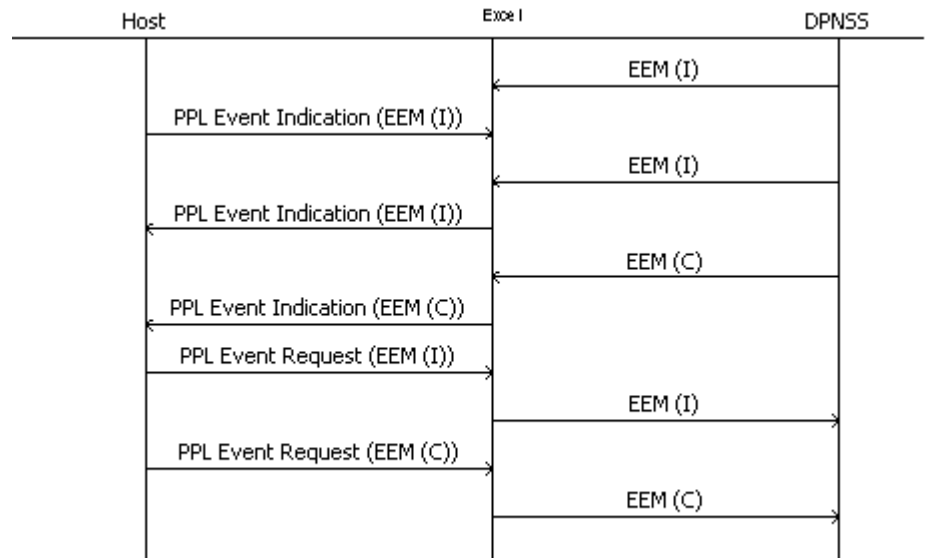 Host Excel DPNSS
EEM (I)
PPL Event Indication (EEM (I))
EEM (I)
PPL Event Indication (EEM (I))
EEM (C)
PPL Event Indication (EEM (C))
PPL Event Request (EEM (I))
EEM (I)
PPL Event Request (EEM (C))
EEM (C)